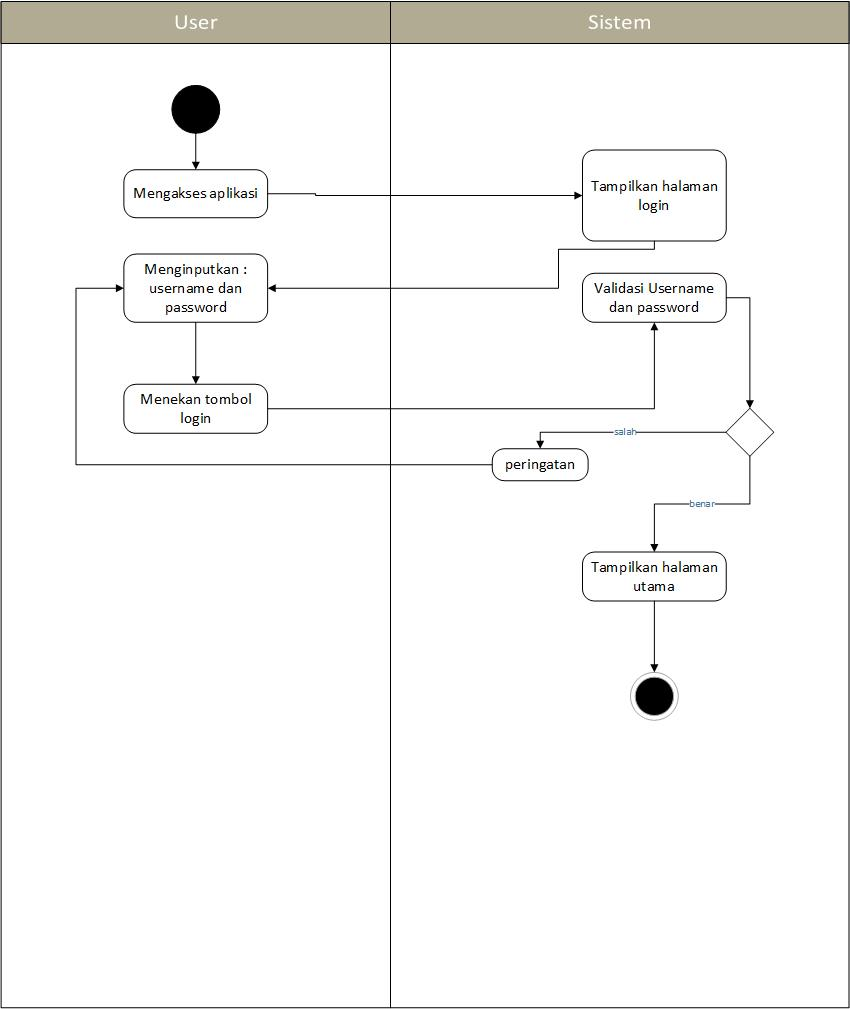 User
Sistem
Mengakses aplikasi
Tampilkan halaman
login
Menginputkan :
username dan
password
Validasi Username
dan password
Menekan tombol
login
salah
peringatan
benar
Tampilkan halaman
utama